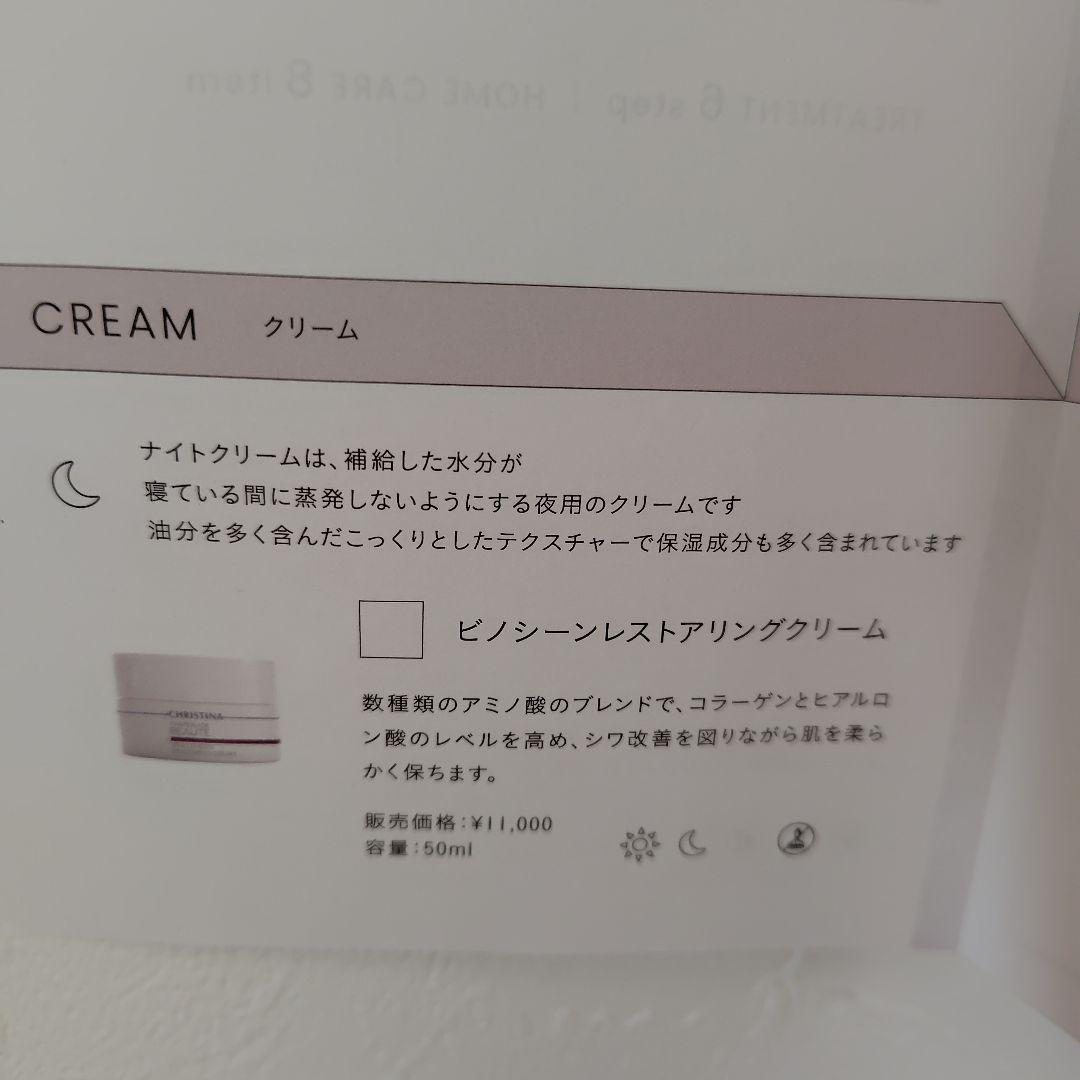 TREATMENT 6 step | HOME CARE 8 item
CREAM クリーム
ナイトクリームは、補給した水分が
寝ている間に蒸発しないようにする夜用のクリームです
油分を多く含んだこっくりとしたテクスチャーで保湿成分も多く含まれています
ビノシーンレストアリングクリーム
CHRISTINA
数種類のアミノ酸のブレンドで、コラーゲンとヒアルロ
ン酸のレベルを高め、シワ改善を図りながら肌を柔ら
かく保ちます。
販売価格：¥11,000
容量：50ml